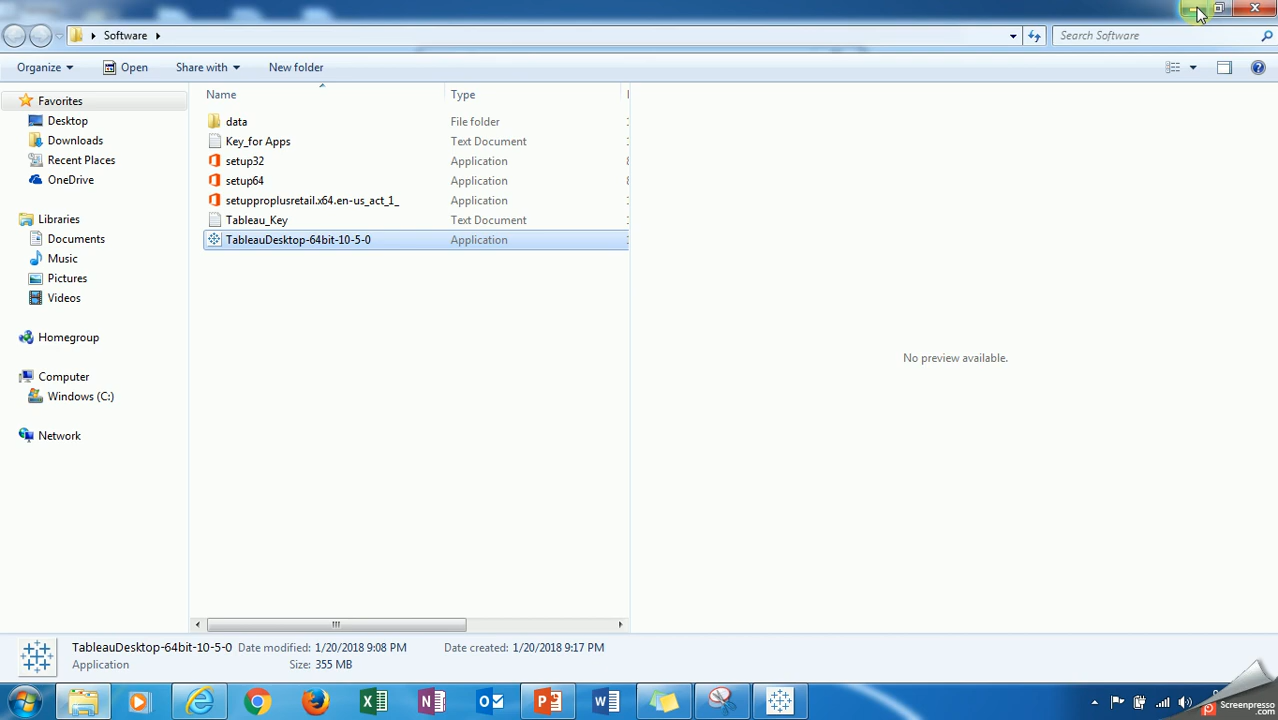 Software
Search Software
Organize
Open
Share with
New folder
Name
Type
Favorites
Desktop
Downloads
Recent Places
OneDrive
Libraries
Documents
Music
Pictures
Videos
Homegroup
Computer
Windows (C:)
Network
data File folder
Key_for Apps Text Document
setup32 Application
setup64 Application
setupproplusretail.x64.en-us_act_1_ Application
Tableau_Key Text Document
TableauDesktop-64bit-10-5-0 Application
No preview available.
TableauDesktop-64bit-10-5-0 Date modified: 1/20/2018 9:08 PM Date created: 1/20/2018 9:17 PM
Application Size: 355 MB
Screenpresso
.com